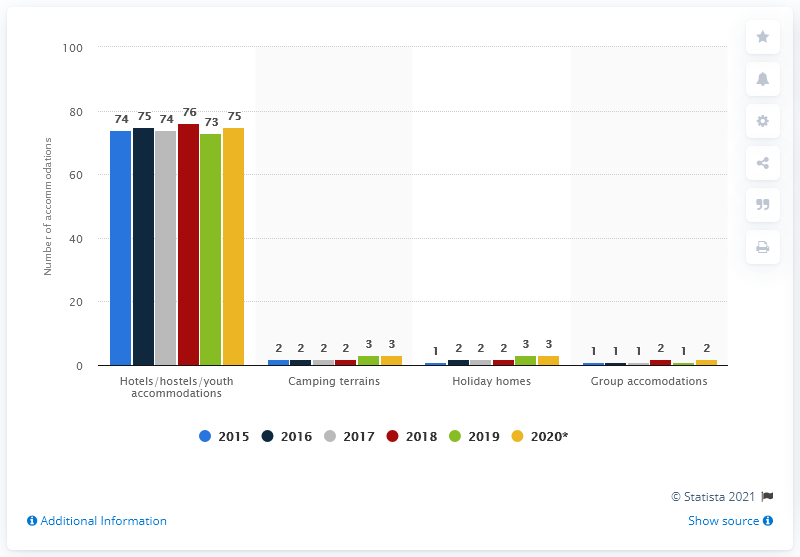 100
80
60
40
20
0
Number of accommodations
74 75 74 76 73 75
2 2 2 2 3 3
1 2 2 2 3 3
1 1 1 2 1 2
Hotels/hostels/youth
accommodations
Camping terrains
Holiday homes
Group accomodations
2015 2016 2017 2018 2019 2020*
© Statista 2021
Additional Information
Show source